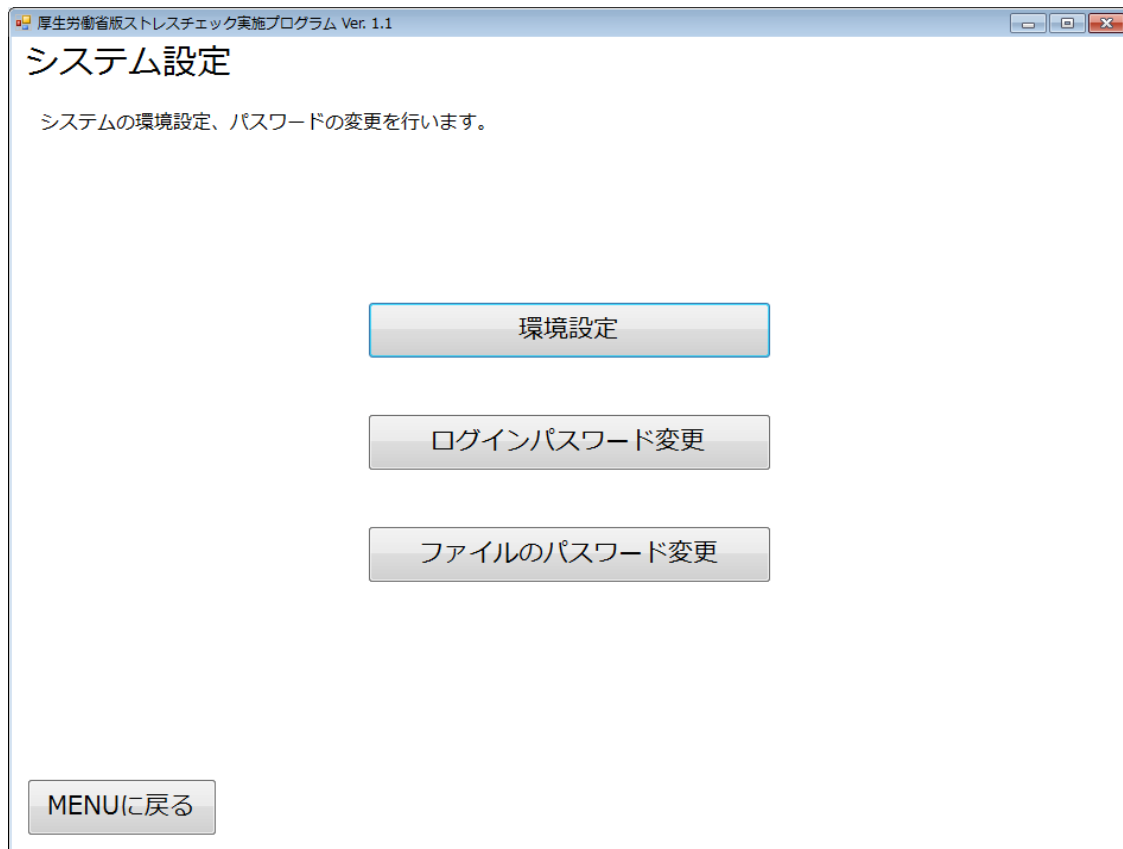 厚生労働省版ストレスチェック実施プログラム Ver. 1.1
システム設定
システムの環境設定、パスワードの変更を行います。
環境設定
ログインパスワード変更
ファイルのパスワード変更
MENUに戻る